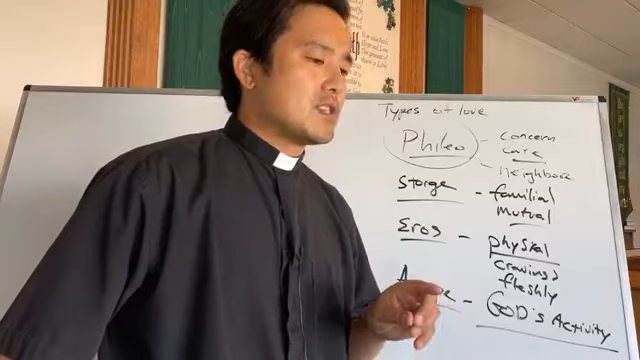 Types of love
Phileo - concern
care
- Neighbors
storge - familial
mutual
Eros - physical
cravings
fleshly
- GOD's Activity